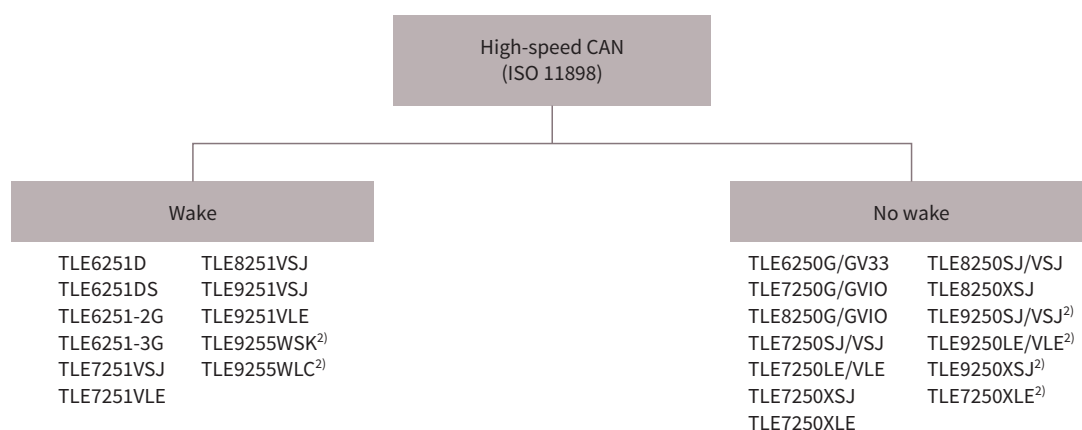 High-speed CAN
(ISO 11898)
Wake
TLE6251D
TLE6251DS
TLE6251-2G
TLE6251-3G
TLE7251VSJ
TLE7251VLE
TLE8251VSJ
TLE9251VSJ
TLE9251VLE
TLE9255WSK2)
TLE9255WLC2)
No wake
TLE6250G/GV33
TLE7250G/GVIO
TLE8250G/GVIO
TLE7250SJ/VSJ
TLE7250LE/VLE
TLE7250XSJ
TLE7250XLE
TLE8250SJ/VSJ
TLE8250XSJ
TLE9250SJ/VSJ2)
TLE9250LE/VLE2)
TLE9250XSJ2)
TLE7250XLE2)